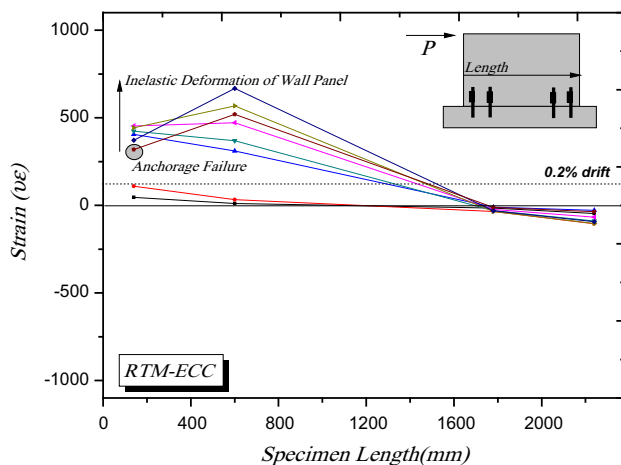 1000
500
0
-500
-1000
Strain (υε)
P
Length
Inelastic Deformation of Wall Panel
Anchorage Failure
0.2% drift
RTM-ECC
0 400 800 1200 1600 2000
Specimen Length(mm)